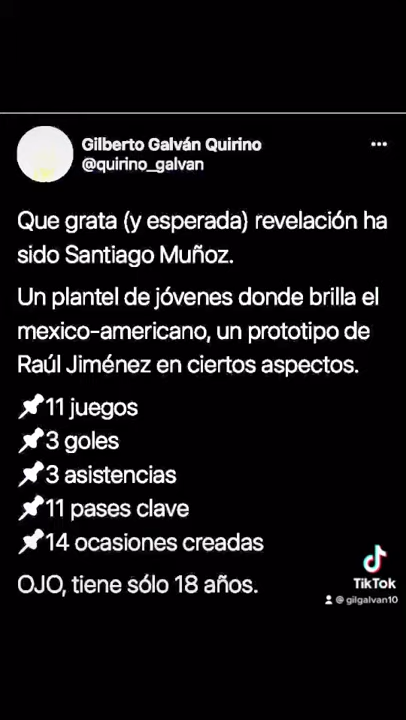 Gilberto Galván Quirino
@quirino_galvan
Que grata (y esperada) revelación ha
sido Santiago Muñoz.
Un plantel de jóvenes donde brilla el
mexico-americano, un prototipo de
Raúl Jiménez en ciertos aspectos.
📌11 juegos
📌3 goles
📌3 asistencias
📌11 pases clave
📌14 ocasiones creadas
OJO, tiene sólo 18 años.
TikTok
@ gilgalvan10